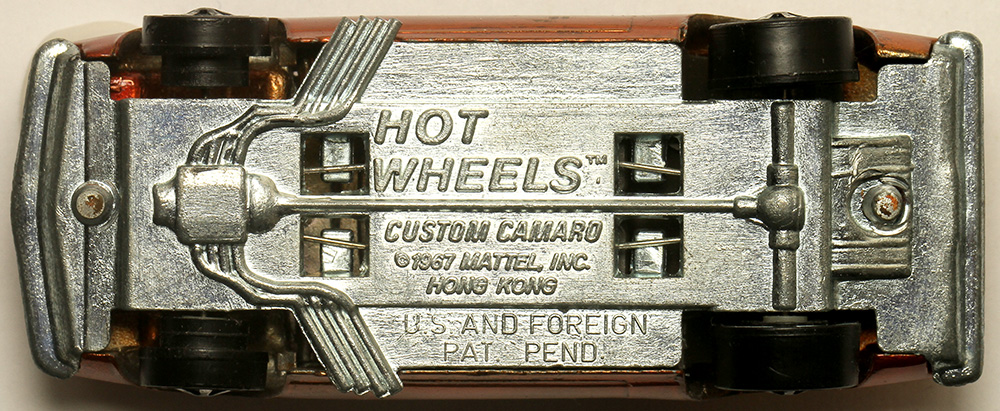 HOT
WHEELS™
CUSTOM CAMARO
©1967 MATTEL, INC.
HONG KONG
U.S AND FOREIGN
PAT. PEND.